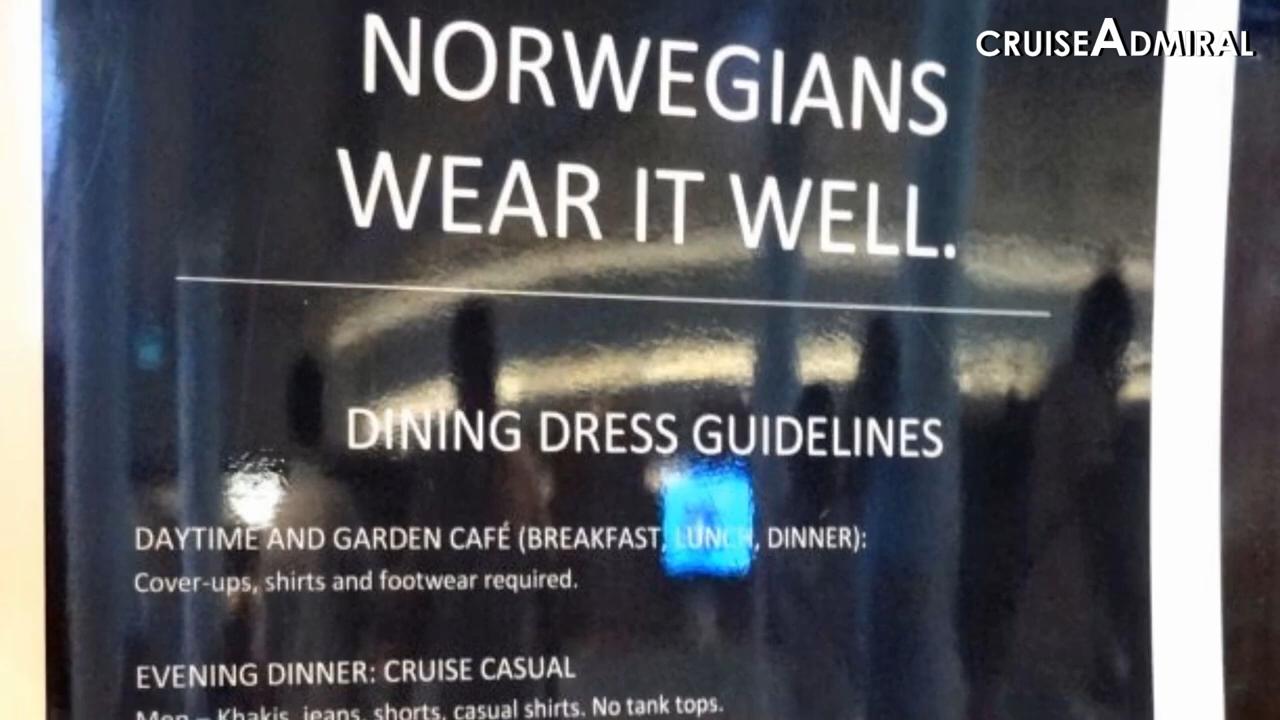 CRUISEADMIRAL
NORWEGIANS
WEAR IT WELL.
DINING DRESS GUIDELINES
DAYTIME AND GARDEN CAFÉ (BREAKFAST, LUNCH, DINNER):
Cover-ups, shirts and footwear required.
EVENING DINNER: CRUISE CASUAL
Men – Khakis, jeans, shorts, casual shirts. No tank tops.